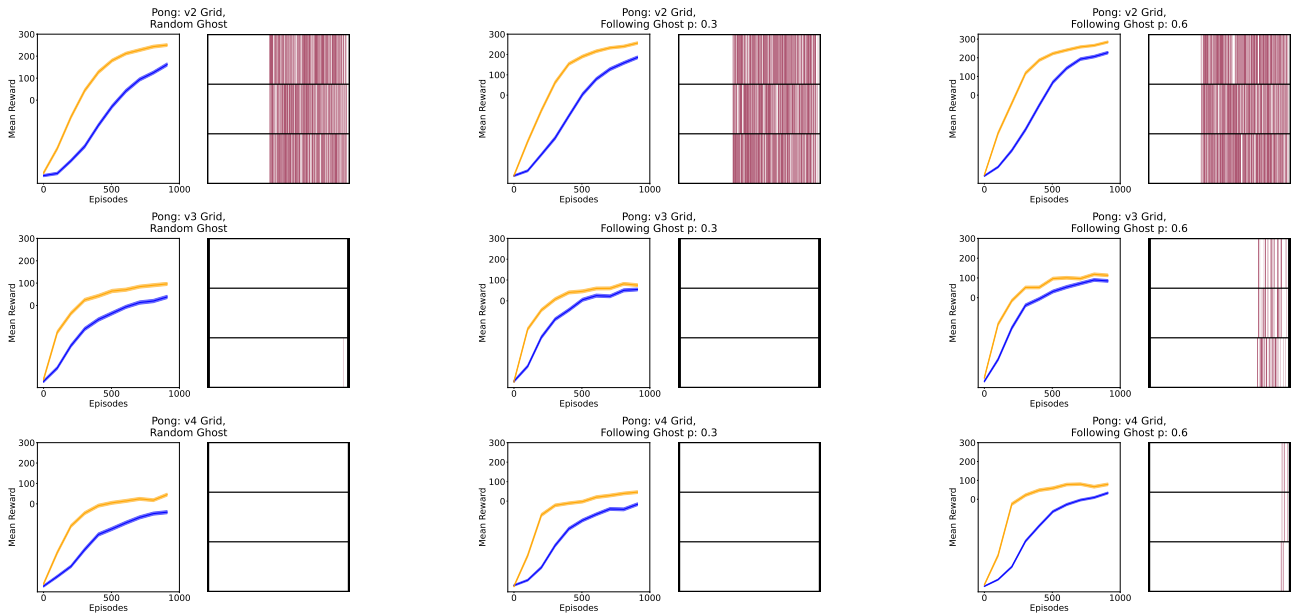 Pong: v2 Grid,
Random Ghost
300
200
100
0
Mean Reward
0
500
1000
Episodes
Pong: v2 Grid,
Following Ghost p: 0.3
300
200
100
0
Mean Reward
0
500
1000
Episodes
Pong: v2 Grid,
Following Ghost p: 0.6
300
200
100
0
Mean Reward
0
500
1000
Episodes
Pong: v3 Grid,
Random Ghost
300
200
100
0
Mean Reward
0
500
1000
Episodes
Pong: v3 Grid,
Following Ghost p: 0.3
300
200
100
0
Mean Reward
0
500
1000
Episodes
Pong: v3 Grid,
Following Ghost p: 0.6
300
200
100
0
Mean Reward
0
500
1000
Episodes
Pong: v4 Grid,
Random Ghost
300
200
100
0
Mean Reward
0
500
1000
Episodes
Pong: v4 Grid,
Following Ghost p: 0.3
300
200
100
0
Mean Reward
0
500
1000
Episodes
Pong: v4 Grid,
Following Ghost p: 0.6
300
200
100
0
Mean Reward
0
500
1000
Episodes